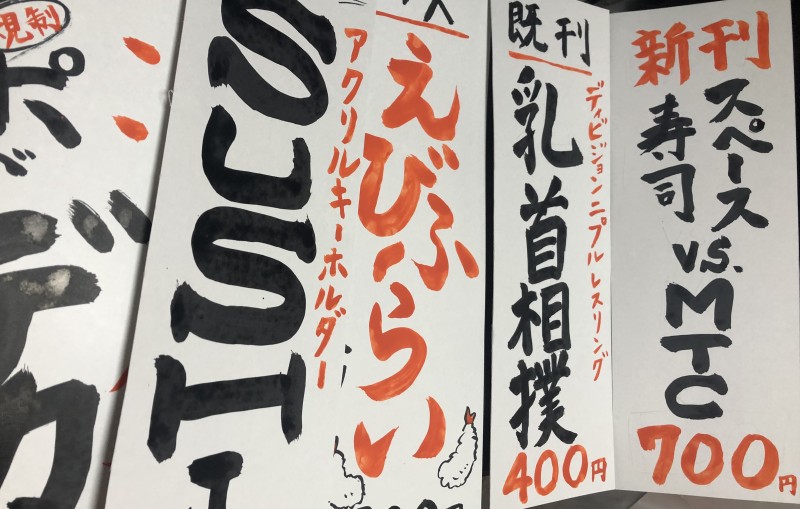 新刊
スペース
寿司
v.s.MTC
700円
既刊
ディビジョンニプルレスリング
乳首相撲
400円
えびふらい
アクリルキーホルダー
SUSHI
規制
デカ